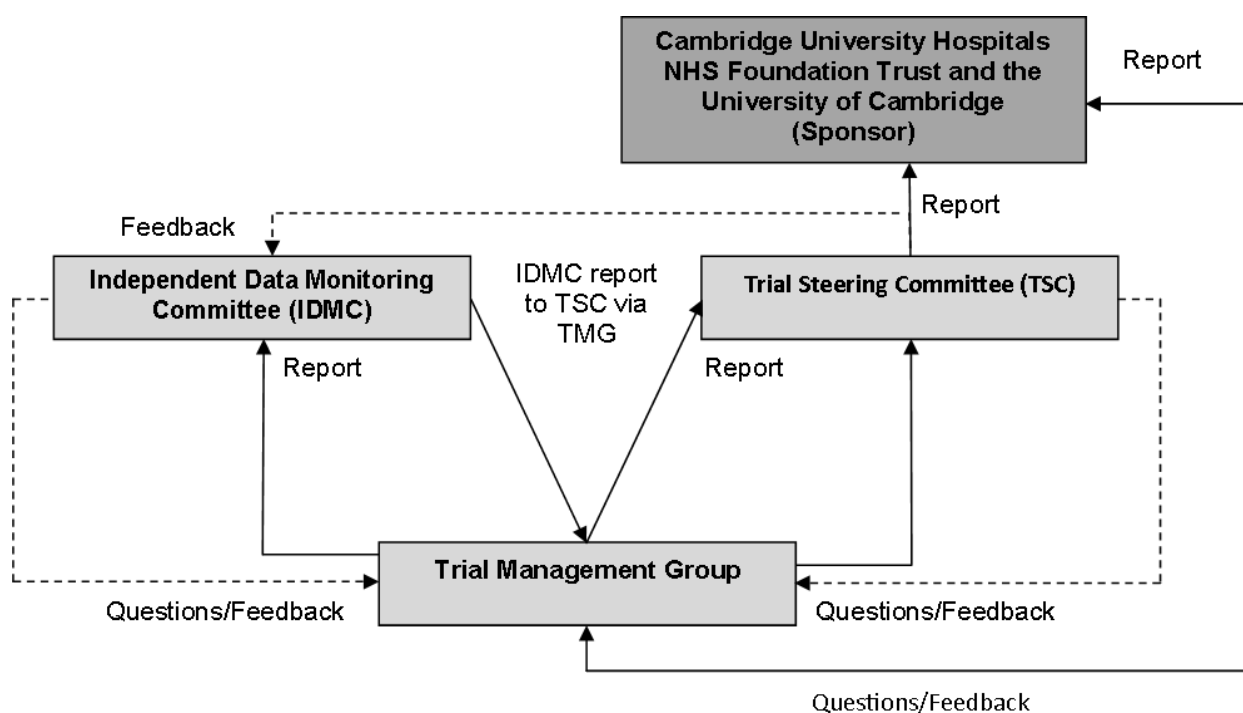 Cambridge University Hospitals
NHS Foundation Trust and the
University of Cambridge
(Sponsor)
Report
Report
Feedback
Independent Data Monitoring
Committee (IDMC)
IDMC report
to TSC via
TMG
Trial Steering Committee (TSC)
Report
Report
Trial Management Group
Questions/Feedback
Questions/Feedback
Questions/Feedback